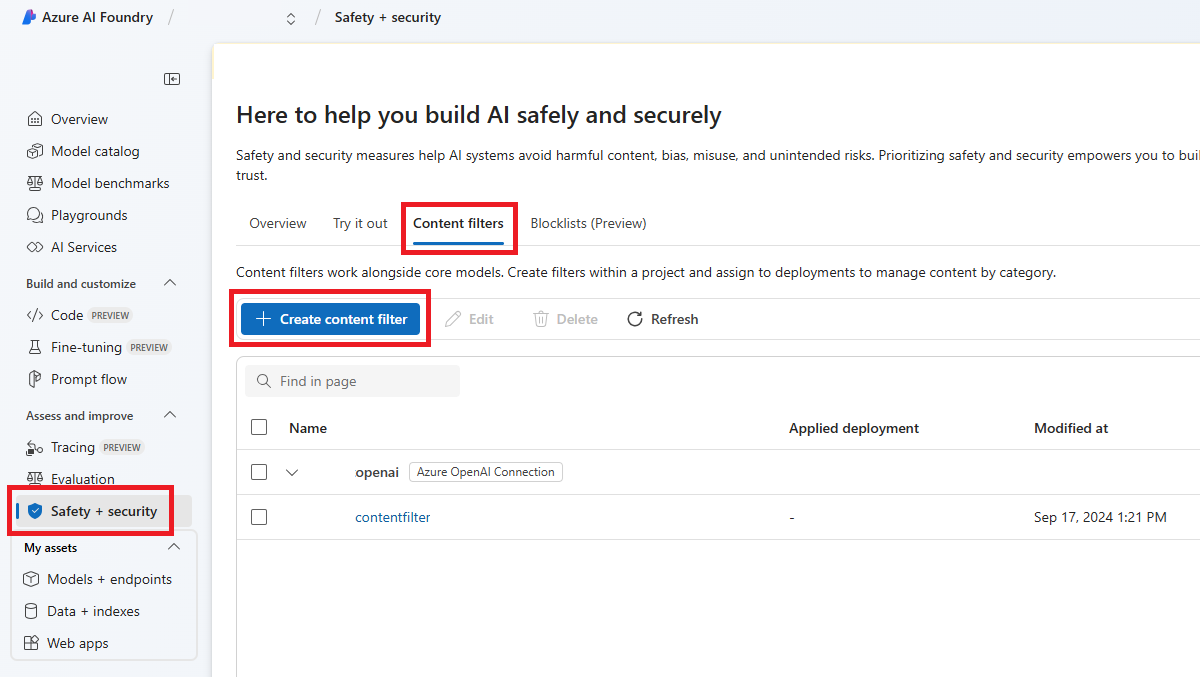 Azure AI Foundry / / Safety + security
Overview
Model catalog
Model benchmarks
Playgrounds
AI Services
Build and customize
Code PREVIEW
Fine-tuning PREVIEW
Prompt flow
Assess and improve
Tracing PREVIEW
Evaluation
Safety + security
My assets
Models + endpoints
Data + indexes
Web apps
Here to help you build AI safely and securely
Safety and security measures help AI systems avoid harmful content, bias, misuse, and unintended risks. Prioritizing safety and security empowers you to buil
trust.
Overview Try it out Content filters Blocklists (Preview)
Content filters work alongside core models. Create filters within a project and assign to deployments to manage content by category.
Create content filter Edit Delete Refresh
Find in page
Name Applied deployment Modified at
openai Azure OpenAI Connection
contentfilter - Sep 17, 2024 1:21 PM